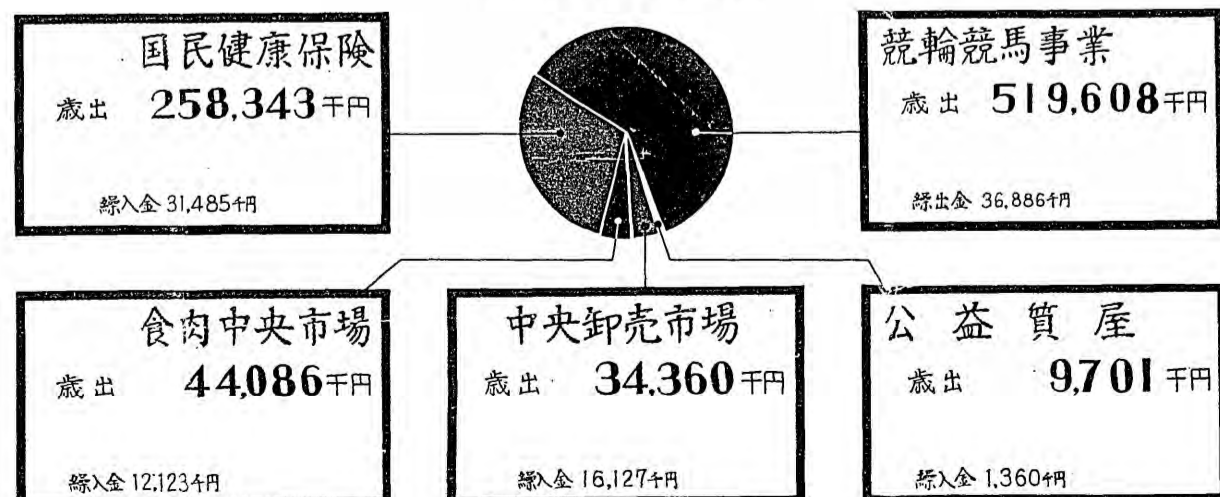 国民健康保険
歳出 258,343千円
繰入金 31,485千円
競輪競馬事業
歳出 519,608千円
繰出金 36,886千円
食肉中央市場
歳出 44,086千円
繰入金 12,123千円
中央卸売市場
歳出 34,360千円
繰入金 16,127千円
公益質屋
歳出 9,701千円
繰入金 1,360千円